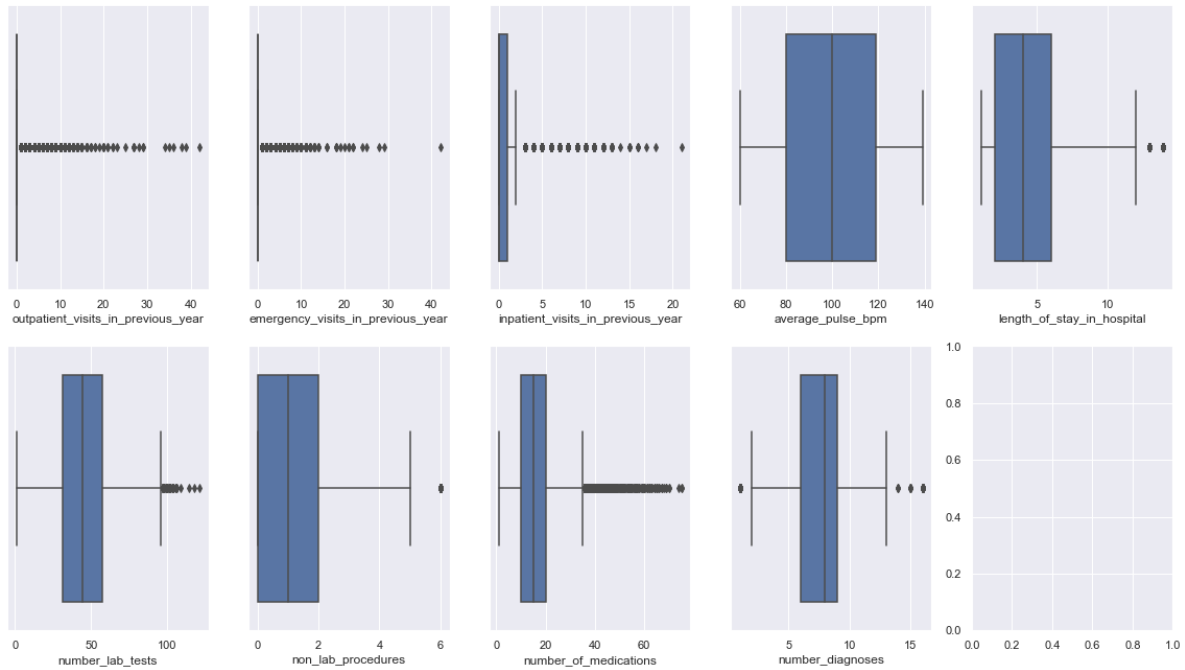 0 10 20 30 40
outpatient_visits_in_previous_year
0 10 20 30 40
emergency_visits_in_previous_year
0 5 10 15 20
inpatient_visits_in_previous_year
60 80 100 120 140
average_pulse_bpm
5 10
length_of_stay_in_hospital
0 50 100
number_lab_tests
0 2 4 6
non_lab_procedures
0 20 40 60
number_of_medications
5 10 15
number_diagnoses
1.0
0.8
0.6
0.4
0.2
0.0
0.0 0.2 0.4 0.6 0.8 1.0